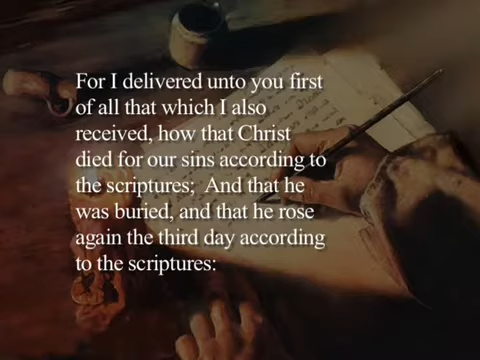 For I delivered unto you first
of all that which I also
received, how that Christ
died for our sins according to
the scriptures;  And that he
was buried, and that he rose
again the third day according
to the scriptures: